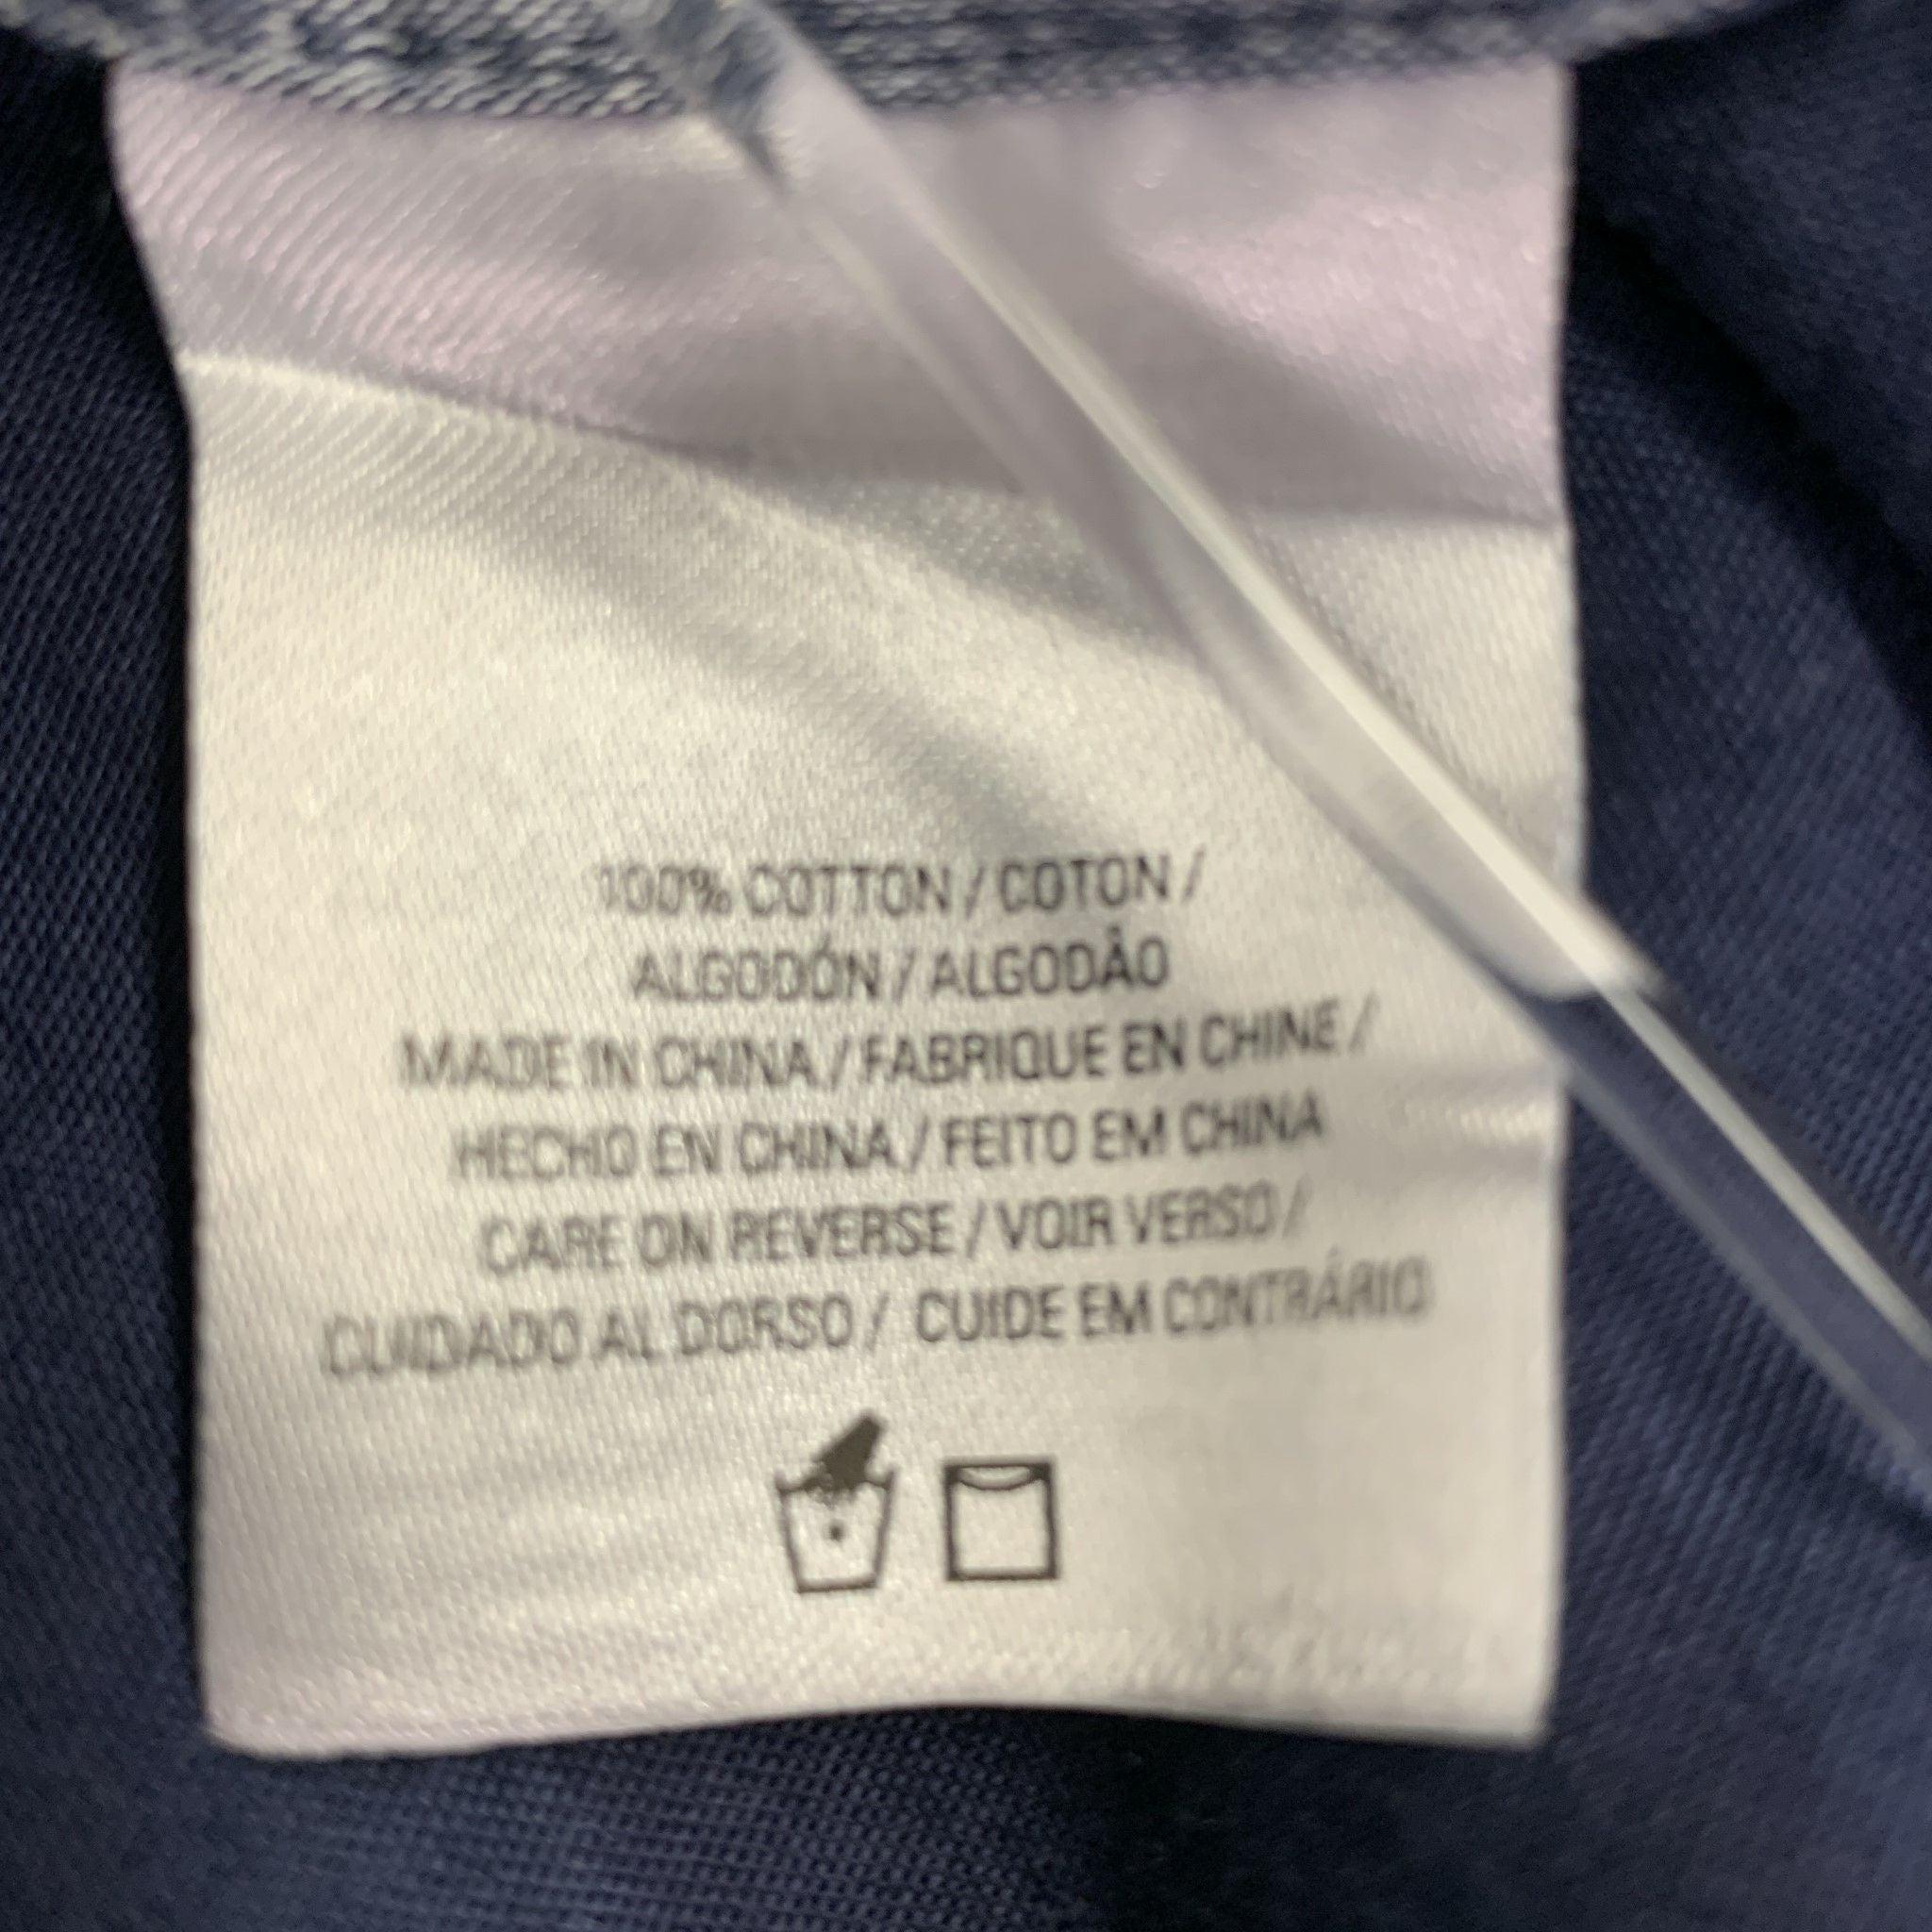 100% COTTON / COTON /
ALGODÓN / ALGODÃO
MADE IN CHINA / FABRIQUE EN CHINE /
HECHO EN CHINA / FEITO EM CHINA
CARE ON REVERSE / VOIR VERSO /
CUIDADO AL DORSO / CUIDE EM CONTRÁRIO